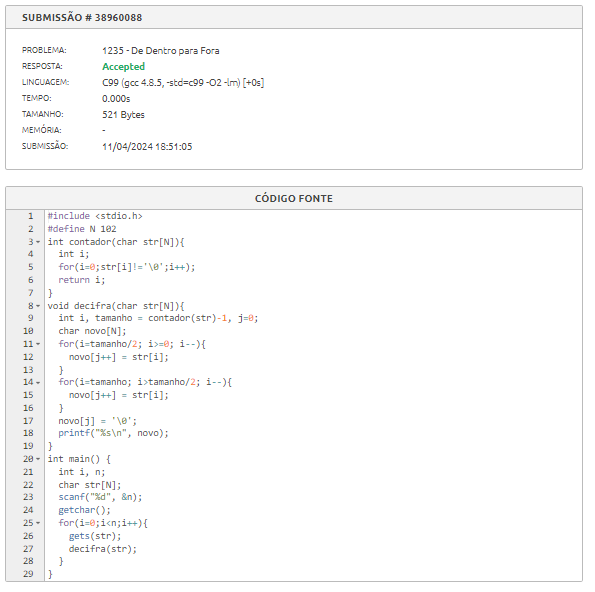 SUBMISSÃO # 38960088
PROBLEMA: 1235 - De Dentro para Fora
RESPOSTA: Accepted
LINGUAGEM: C99 (gcc 4.8.5, -std=c99 -O2 -lm) [+0s]
TEMPO: 0.000s
TAMANHO: 521 Bytes
MEMÓRIA: -
SUBMISSÃO: 11/04/2024 18:51:05
CÓDIGO FONTE
1 #include <stdio.h>
2 #define N 102
3 int contador(char str[N]){
4 int i;
5 for(i=0;str[i]!='\0';i++);
6 return i;
7 }
8 void decifra(char str[N]){
9 int i, tamanho = contador(str)-1, j=0;
10 char novo[N];
11 for(i=tamanho/2; i>=0; i--){
12 novo[j++] = str[i];
13 }
14 for(i=tamanho; i>tamanho/2; i--){
15 novo[j++] = str[i];
16 }
17 novo[j] = '\0';
18 printf("%s\n", novo);
19 }
20 int main() {
21 int i, n;
22 char str[N];
23 scanf("%d", &n);
24 getchar();
25 for(i=0;i<n;i++){
26 gets(str);
27 decifra(str);
28 }
29 }